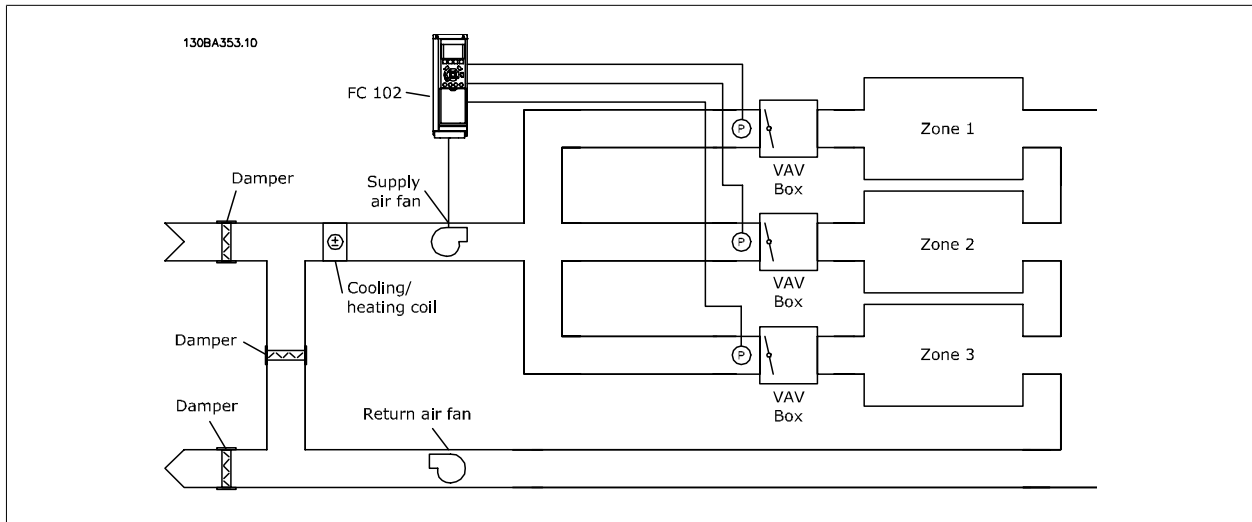 130BA353.10
FC 102
Damper
Supply
air fan
P
VAV
Box
Zone 1
P
VAV
Box
Zone 2
Cooling/
heating coil
Damper
P
VAV
Box
Zone 3
Damper
Return air fan